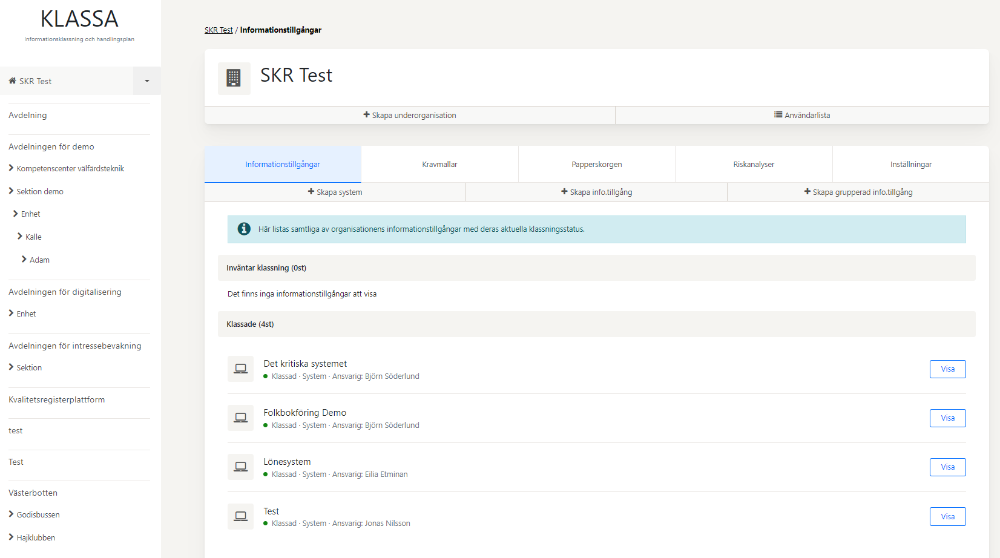 KLASSA
Informationsklassning och handlingsplan
SKR Test
Avdelning
Avdelningen för demo
Kompetenscenter välfärdsteknik
Sektion demo
Enhet
Kalle
Adam
Avdelningen för digitalisering
Enhet
Avdelningen för intressebevakning
Sektion
Kvalitetsregisterplattform
test
Test
Västerbotten
Godisbussen
Hajklubben
SKR Test / Informationstillgångar
SKR Test
Skapa underorganisation
Användarlista
Informationstillgångar
Kravmallar
Papperskorgen
Riskanalyser
Inställningar
Skapa system
Skapa info.tillgång
Skapa grupperad info.tillgång
Här listas samtliga av organisationens informationstillgångar med deras aktuella klassningsstatus.
Inväntar klassning (0st)
Det finns inga informationstillgångar att visa
Klassade (4st)
Det kritiska systemet
Klassad · System · Ansvarig: Björn Söderlund
Visa
Folkbokföring Demo
Klassad · System · Ansvarig: Björn Söderlund
Visa
Lönesystem
Klassad · System · Ansvarig: Eilia Etminan
Visa
Test
Klassad · System · Ansvarig: Jonas Nilsson
Visa